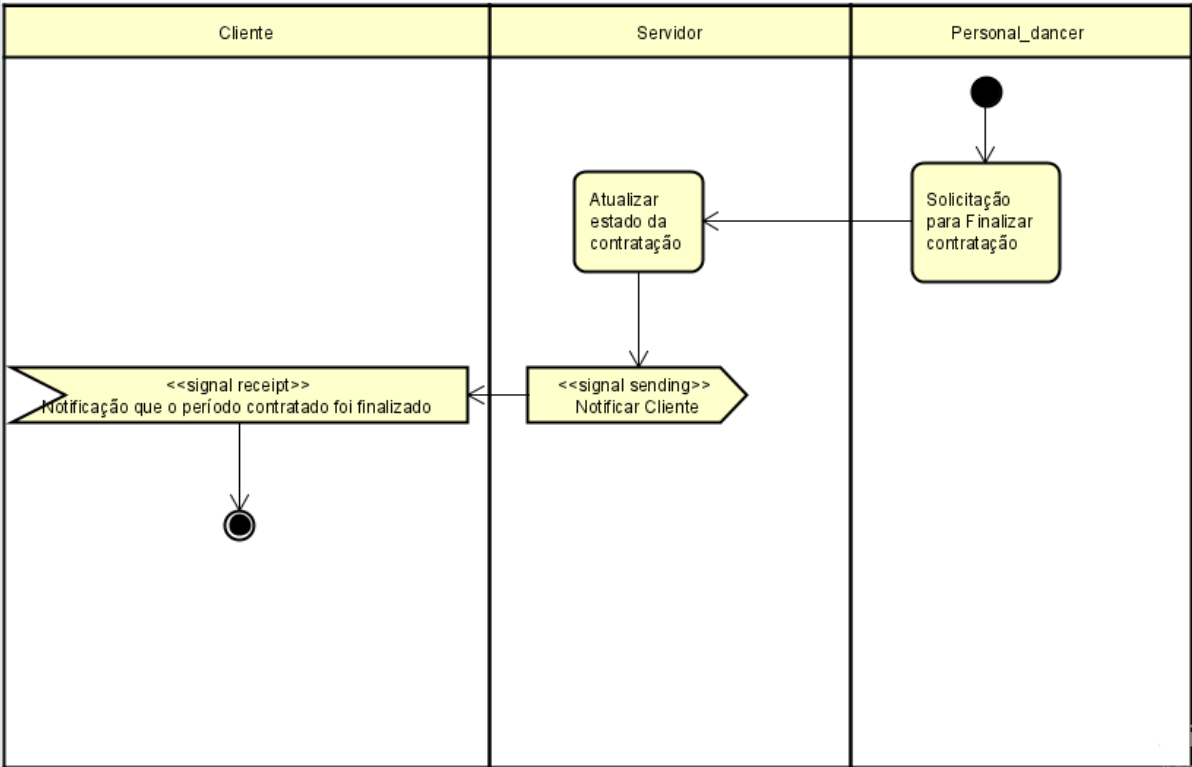 Cliente
Servidor
Personal_dancer
Atualizar
estado da
contratação
Solicitação
para Finalizar
contratação
<<signal receipt>>
Notificação que o período contratado foi finalizado
<<signal sending>>
Notificar Cliente